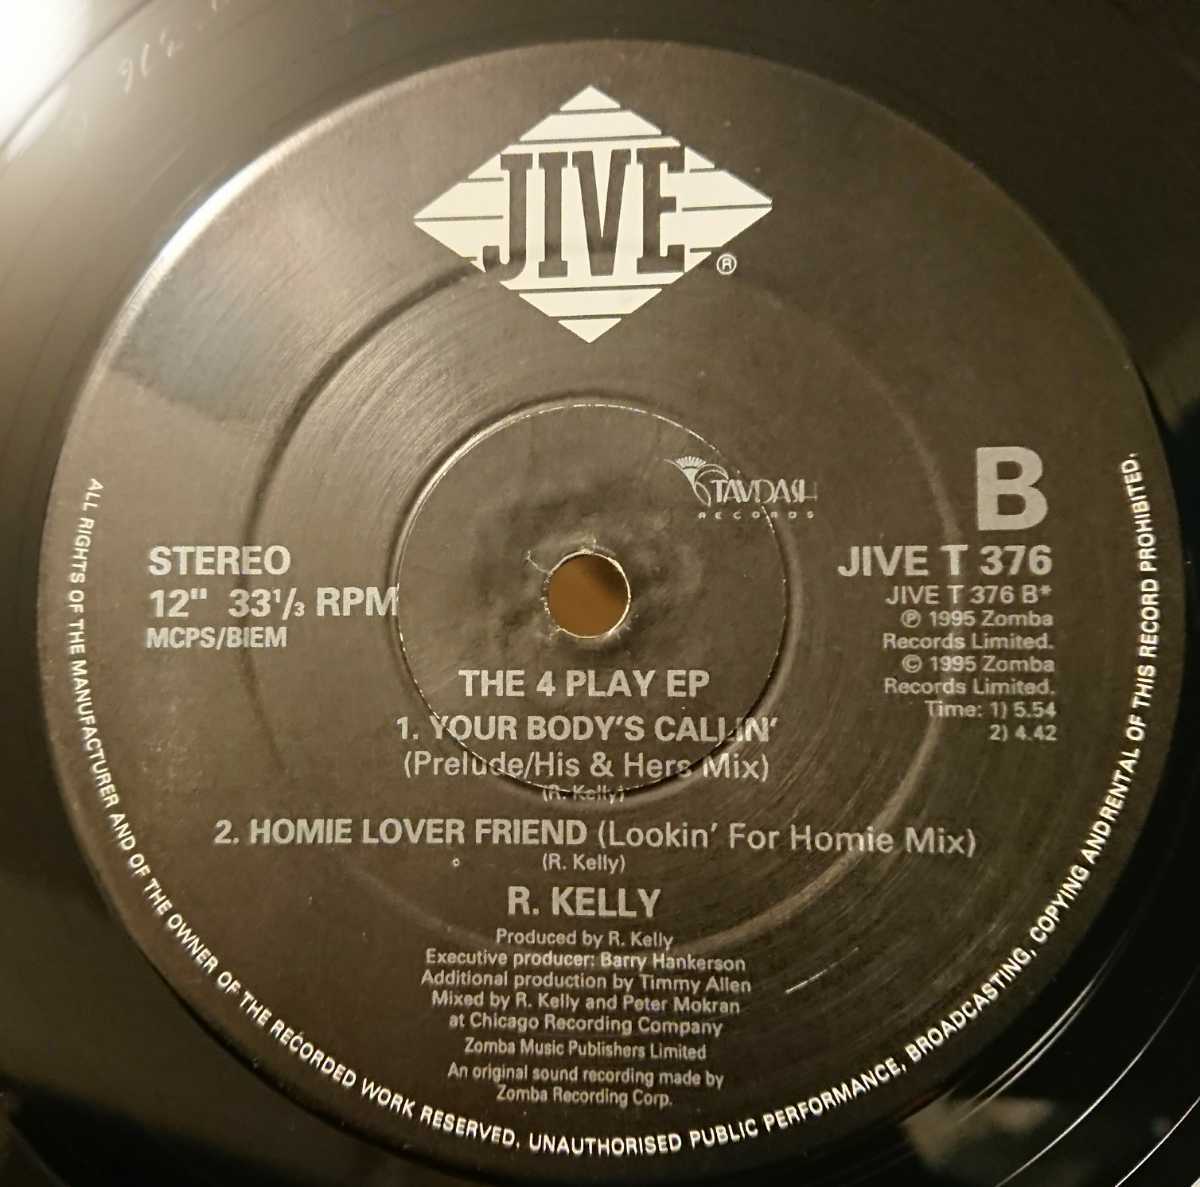 JIVE
®
TAVDASH
RECORDS
B
STEREO
12" 33 1/3 RPM
MCPS/BIEM
JIVE T 376
JIVE T 376 B*
℗ 1995 Zomba
Records Limited.
© 1995 Zomba
Records Limited.
Time: 1) 5.54
2) 4.42
THE 4 PLAY EP
1. YOUR BODY'S CALLIN'
(Prelude/His & Hers Mix)
(R. Kelly)
2. HOMIE LOVER FRIEND (Lookin' For Homie Mix)
(R. Kelly)
R. KELLY
Produced by R. Kelly
Executive producer: Barry Hankerson
Additional production by Timmy Allen
Mixed by R. Kelly and Peter Mokran
at Chicago Recording Company
Zomba Music Publishers Limited
An original sound recording made by
Zomba Recording Corp.
ALL RIGHTS OF THE MANUFACTURER AND OF THE OWNER OF THE RECORDED WORK RESERVED. UNAUTHORISED PUBLIC PERFORMANCE, BROADCASTING, COPYING AND RENTAL OF THIS RECORD PROHIBITED.